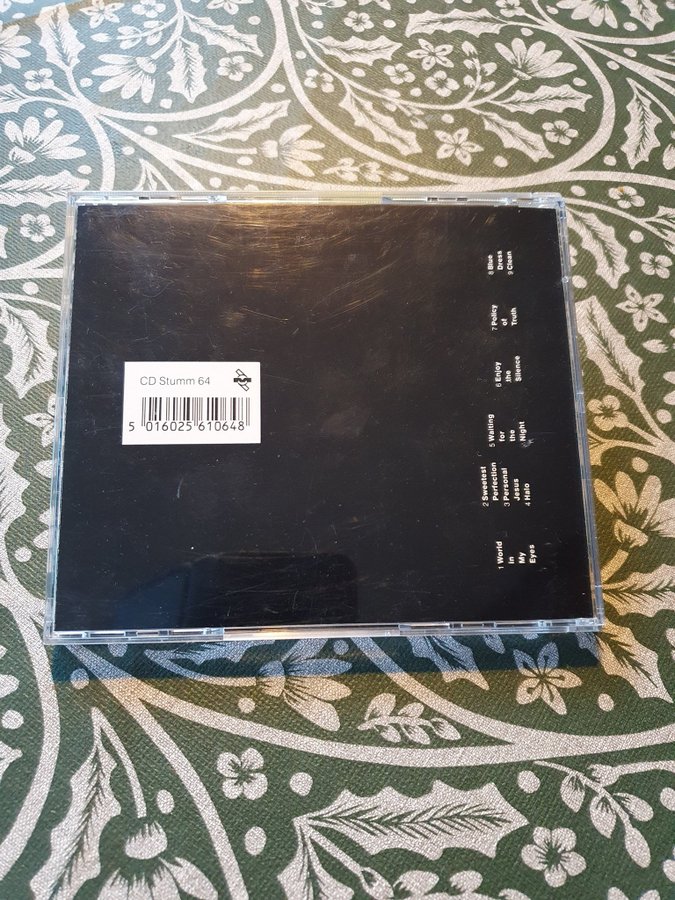 CD Stumm 64
5 016025 610648
1 World
in
My
Eyes
2 Sweetest
Perfection
3 Personal
Jesus
4 Halo
5 Waiting
for
the
Night
6 Enjoy
the
Silence
7 Policy
of
Truth
8 Blue
Dress
9 Clean